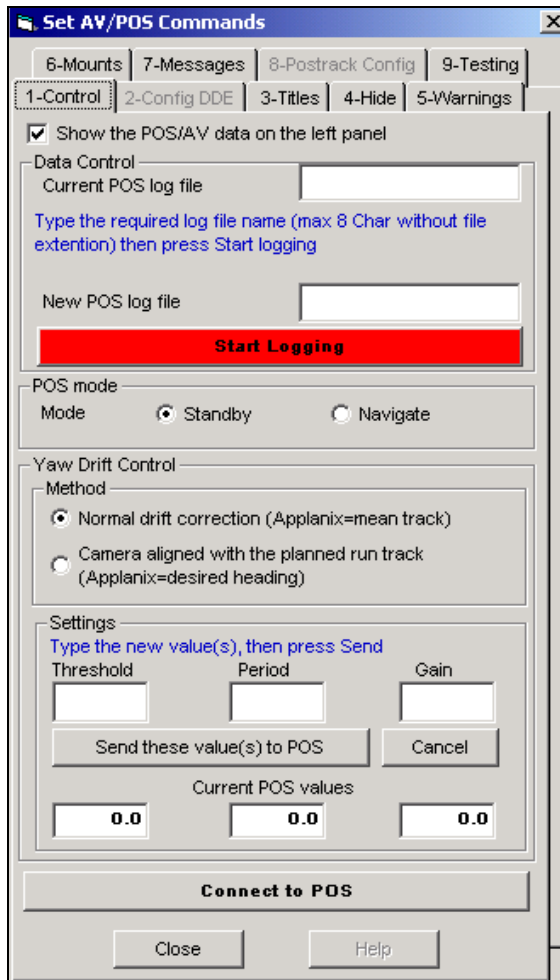 Set AV/POS Commands
6-Mounts 7-Messages 8-Postrack Config 9-Testing
1-Control 2-Config DDE 3-Titles 4-Hide 5-Warnings
Show the POS/AV data on the left panel
Data Control
Current POS log file
Type the required log file name (max 8 Char without file
extention) then press Start logging
New POS log file
Start Logging
POS mode
Mode Standby Navigate
Yaw Drift Control
Method
Normal drift correction (Applanix=mean track)
Camera aligned with the planned run track
(Applanix=desired heading)
Settings
Type the new value(s), then press Send
Threshold Period Gain
Send these value(s) to POS Cancel
Current POS values
0.0 0.0 0.0
Connect to POS
Close Help